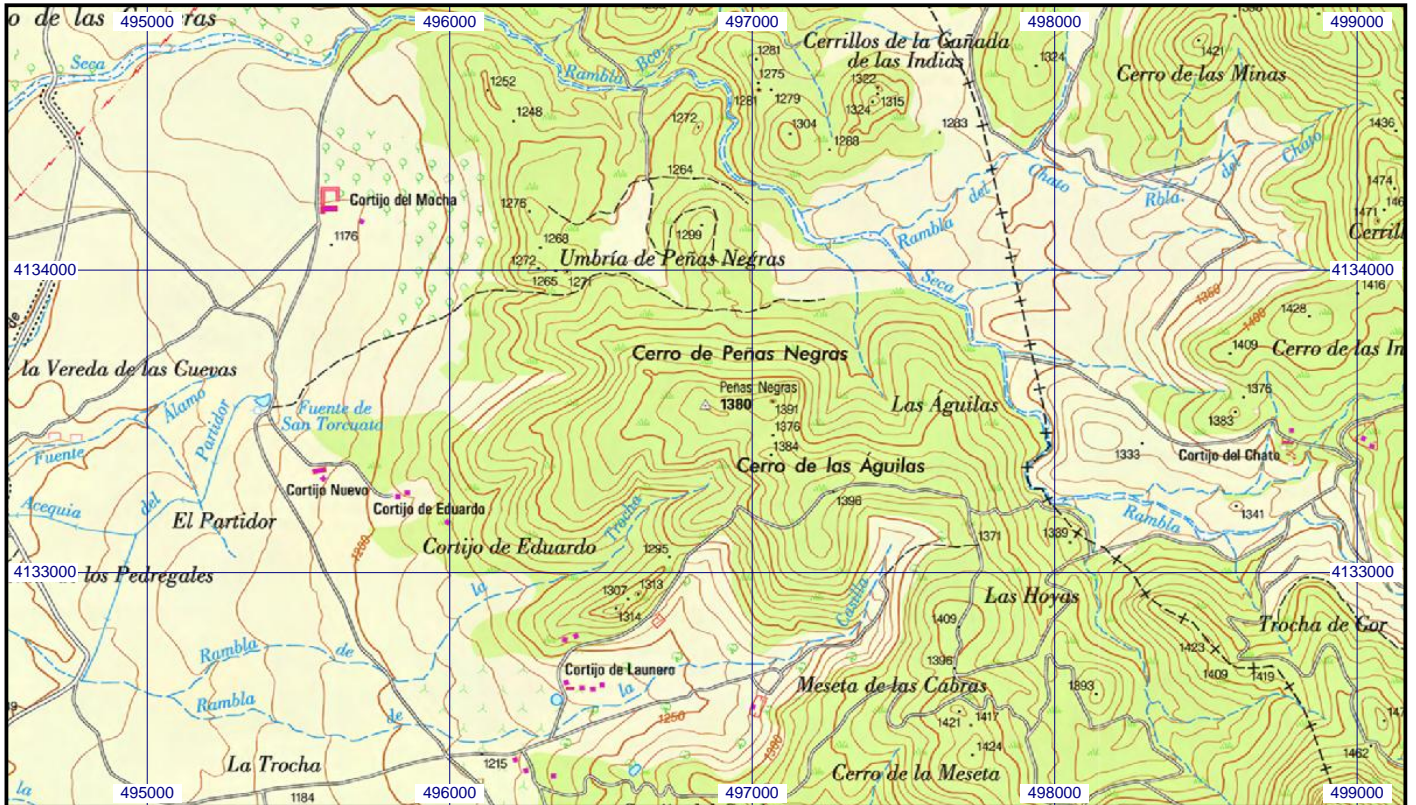 495000
496000
497000
498000
499000
o de las
ras
Seca
Rambla
Bco.
Cerrillos de la Cañada
de las Indias
Cerro de las Minas
1421
1324
1281
1275
1279
1281
1322
1324
1315
1304
1288
1283
1252
1248
1272
1264
1436
Chato
del
1474
1471
Cortijo del Mocha
1176
1276
1268
1272
1265
1271
1299
Umbría de Peñas Negras
Rambla
del
Chato
Rbla.
Cerril
4134000
4134000
Seca
1350
1400
1416
1428
1409
Cerro de las In
la Vereda de las Cuevas
Cerro de Peñas Negras
Peñas Negras
1380
1391
1376
1384
Las Águilas
1376
1383
Álamo
Partidor
Fuente de
San Torcuato
Fuente
Cortijo Nuevo
Cerro de las Águilas
1333
Cortijo del Chato
Acequia
del
El Partidor
Cortijo de Eduardo
Cortijo de Eduardo
1200
Trocha
1396
1371
1339
Rambla
1341
1295
4133000
4133000
los Pedregales
la
1307
1313
1314
Casilla
Las Hoyas
1409
Trocha de Gor
Rambla
de
Cortijo de Launero
la
1396
1423
1409
1419
Rambla
de
Meseta de las Cabras
1393
1250
1300
1421
1417
1424
1462
La Trocha
1215
Cerro de la Meseta
la
1184
495000
496000
497000
498000
499000